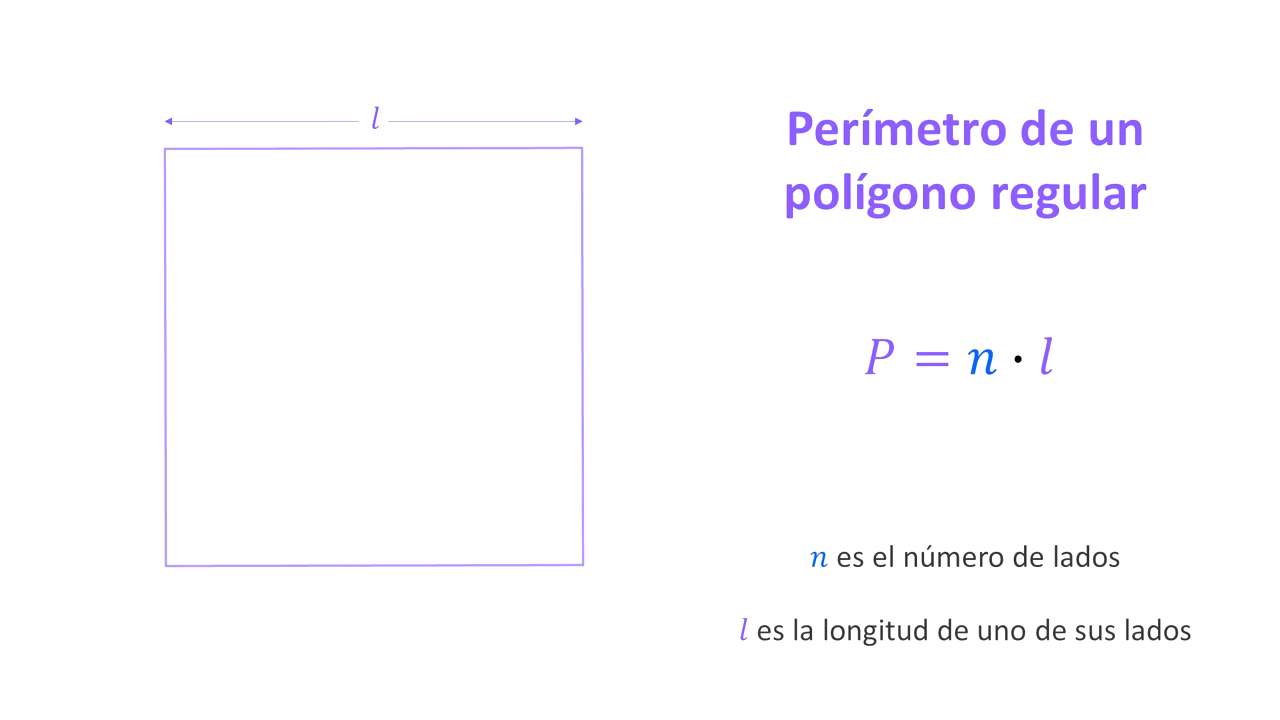 l
Perímetro de un
polígono regular
P = n · l
n es el número de lados
l es la longitud de uno de sus lados